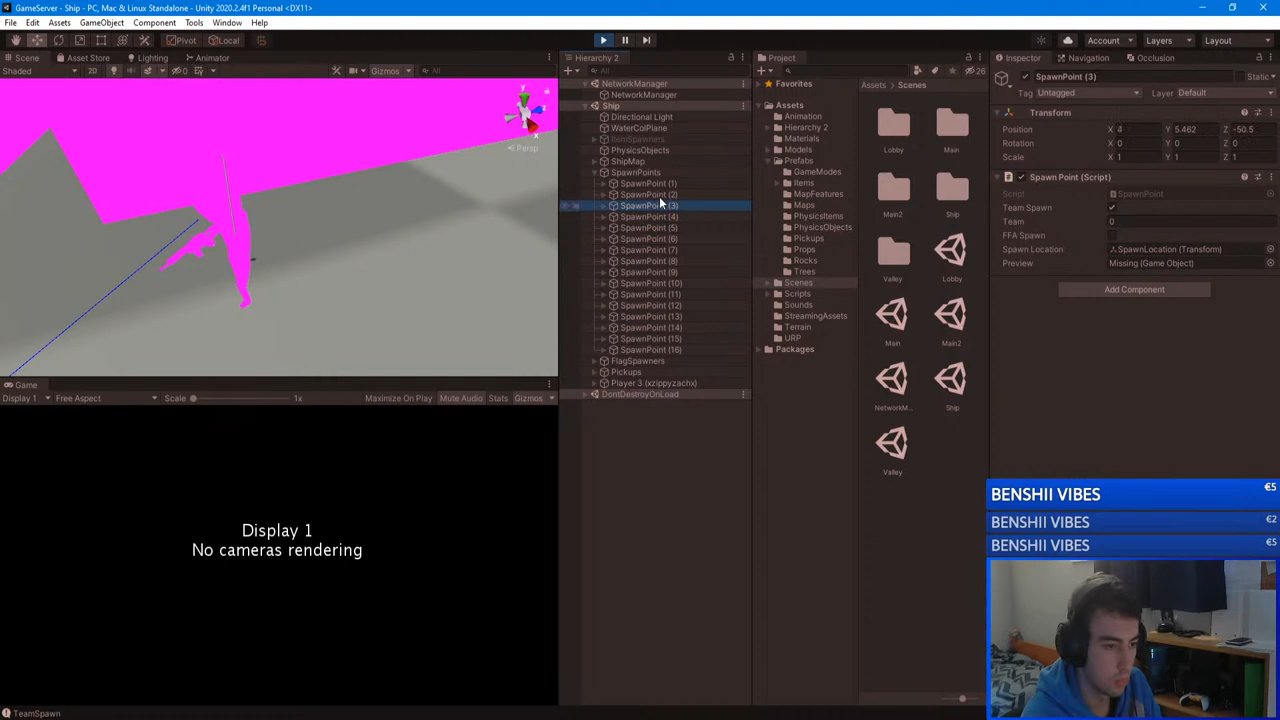 GameServer - Ship - PC, Mac & Linux Standalone - Unity 2020.2.4f1 Personal <DX11>
File Edit Assets GameObject Component Tools Window Help
Pivot Local Account Layers Layout
Scene Asset Store Lighting Animator
Shaded 2D 0 Gizmos All
y
Persp
Game
Display 1 Free Aspect Scale 1x Maximize On Play Mute Audio Stats Gizmos
Display 1
No cameras rendering
TeamSpawn
Hierarchy 2
All
NetworkManager
NetworkManager
Ship
Directional Light
WaterColPlane
ItemSpawners
PhysicsObjects
ShipMap
SpawnPoints
SpawnPoint (1)
SpawnPoint (2)
SpawnPoint (3)
SpawnPoint (4)
SpawnPoint (5)
SpawnPoint (6)
SpawnPoint (7)
SpawnPoint (8)
SpawnPoint (9)
SpawnPoint (10)
SpawnPoint (11)
SpawnPoint (12)
SpawnPoint (13)
SpawnPoint (14)
SpawnPoint (15)
SpawnPoint (16)
FlagSpawners
Pickups
Player 3 (xzippyzachx)
DontDestroyOnLoad
Project
26
Favorites
Assets
Animation
Hierarchy 2
Materials
Models
Prefabs
GameModes
Items
MapFeatures
Maps
PhysicsItems
PhysicsObjects
Pickups
Props
Rocks
Trees
Scenes
Scripts
Sounds
StreamingAssets
Terrain
URP
Packages
Assets > Scenes
Lobby Main
Main2 Ship
Valley Lobby
Main Main2
NetworkM... Ship
Valley
Inspector Navigation Occlusion
SpawnPoint (3) Static
Tag Untagged Layer Default
Transform
Position X 4 Y 5.462 Z -50.5
Rotation X 0 Y 0 Z 0
Scale X 1 Y 1 Z 1
Spawn Point (Script)
Script SpawnPoint
Team Spawn
Team 0
FFA Spawn
Spawn Location SpawnLocation (Transform)
Preview Missing (Game Object)
Add Component
BENSHII VIBES €5
BENSHII VIBES €2
BENSHII VIBES €5